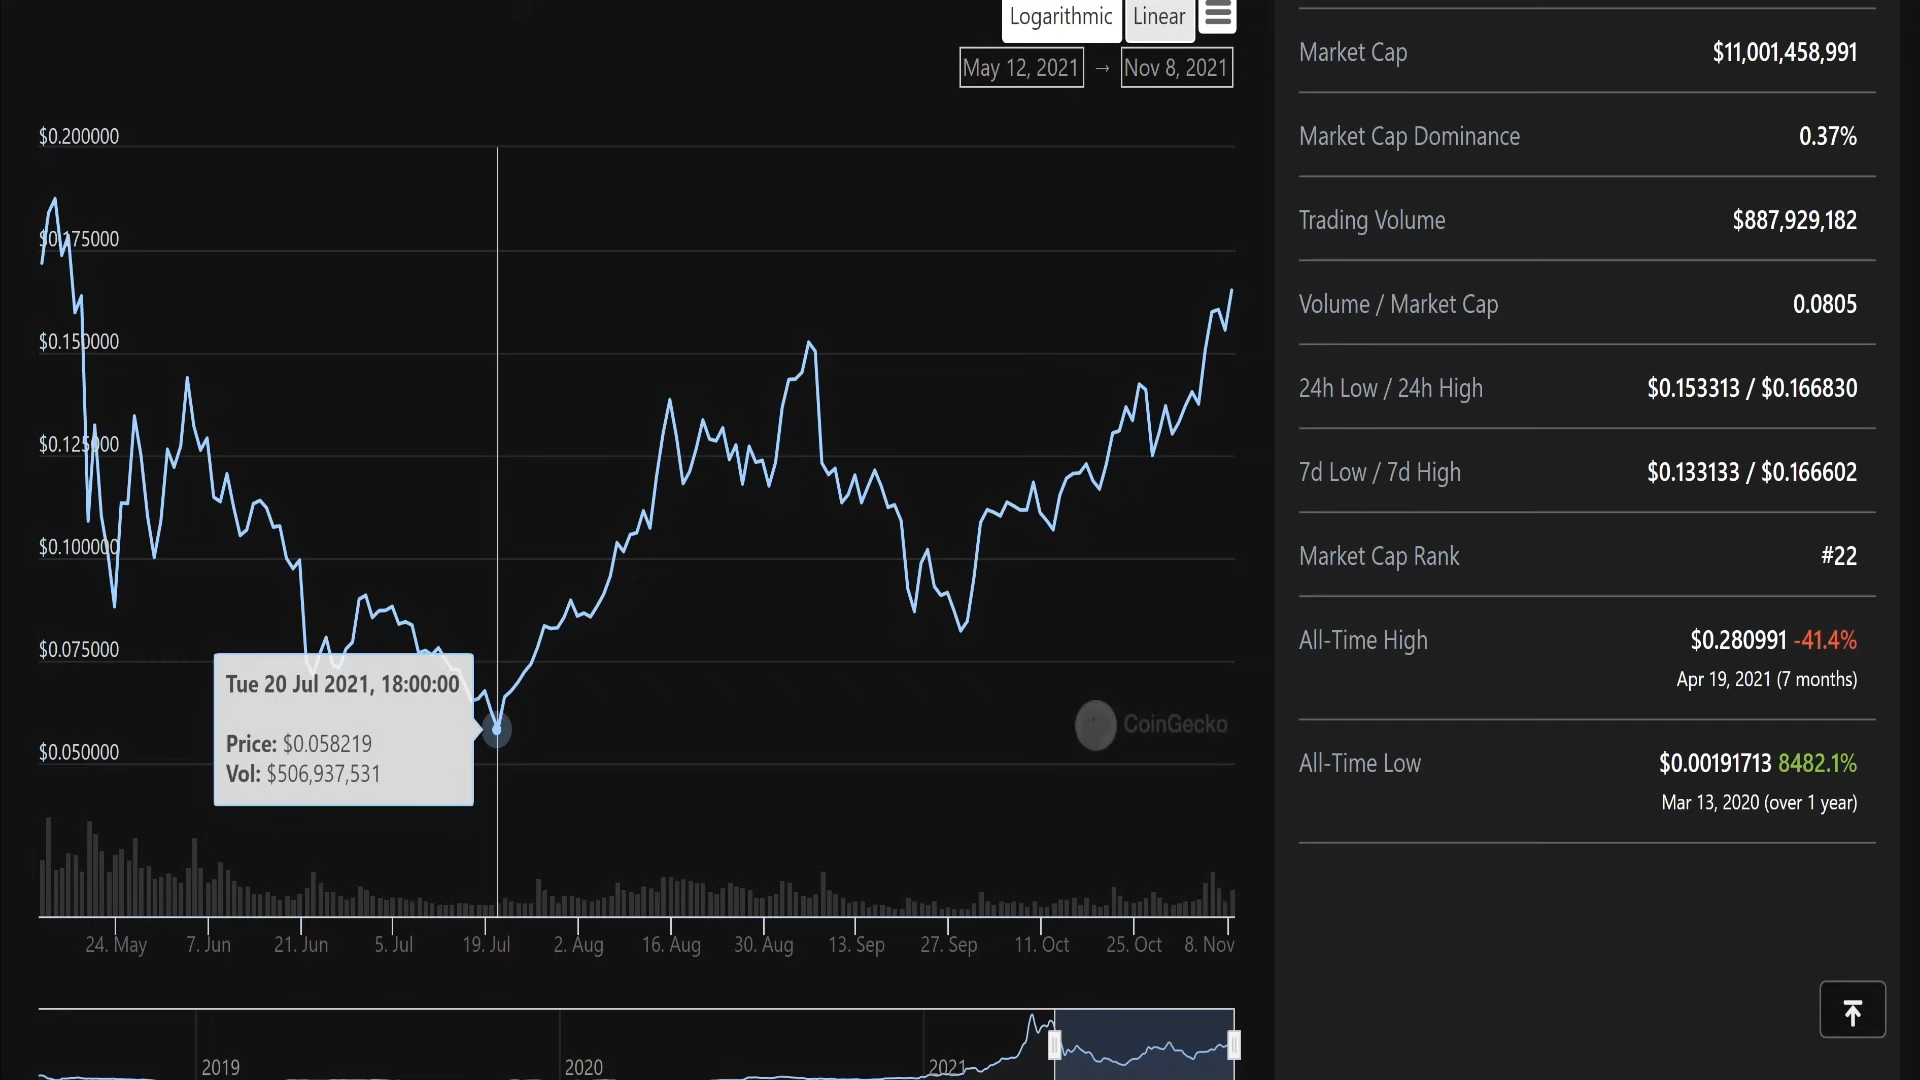 Logarithmic Linear
May 12, 2021 → Nov 8, 2021
$0.200000
$0.175000
$0.150000
$0.125000
$0.100000
$0.075000
$0.050000
Tue 20 Jul 2021, 18:00:00
Price: $0.058219
Vol: $506,937,531
CoinGecko
24. May 7. Jun 21. Jun 5. Jul 19. Jul 2. Aug 16. Aug 30. Aug 13. Sep 27. Sep 11. Oct 25. Oct 8. Nov
2019 2020 2021
Market Cap $11,001,458,991
Market Cap Dominance 0.37%
Trading Volume $887,929,182
Volume / Market Cap 0.0805
24h Low / 24h High $0.153313 / $0.166830
7d Low / 7d High $0.133133 / $0.166602
Market Cap Rank #22
All-Time High $0.280991 -41.4%
Apr 19, 2021 (7 months)
All-Time Low $0.00191713 8482.1%
Mar 13, 2020 (over 1 year)